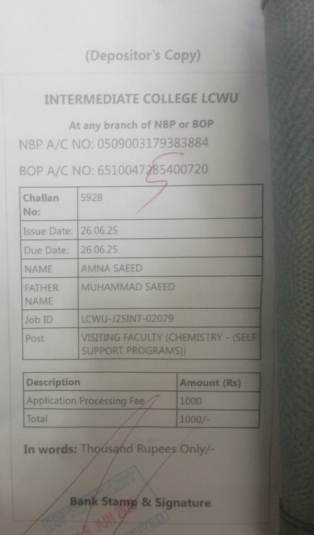 (Depositor's Copy)
INTERMEDIATE COLLEGE LCWU
At any branch of NBP or BOP
NBP A/C NO: 0509003179383884
BOP A/C NO: 6510047285400720
Challan No: 5928
Issue Date: 26.06.25
Due Date: 26.06.25
NAME AMNA SAEED
FATHER NAME MUHAMMAD SAEED
Job ID LCWU-J25INT-02079
Post VISITING FACULTY (CHEMISTRY - (SELF
SUPPORT PROGRAMS))
Description Amount (Rs)
Application Processing Fee 1000
Total 1000/-
In words: Thousand Rupees Only/-
Bank Stamp & Signature